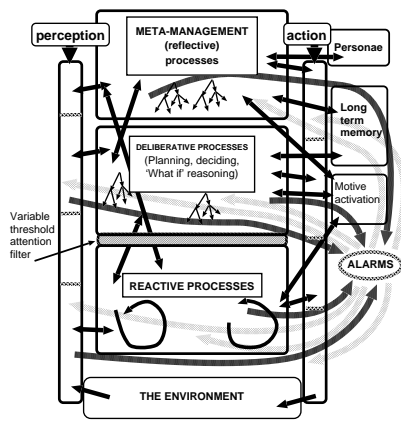 perception
META-MANAGEMENT
(reflective)
processes
action
Personae
Long
term
memory
DELIBERATIVE PROCESSES
(Planning, deciding,
'What if' reasoning)
Motive
activation
Variable
threshold
attention
filter
ALARMS
REACTIVE PROCESSES
THE ENVIRONMENT